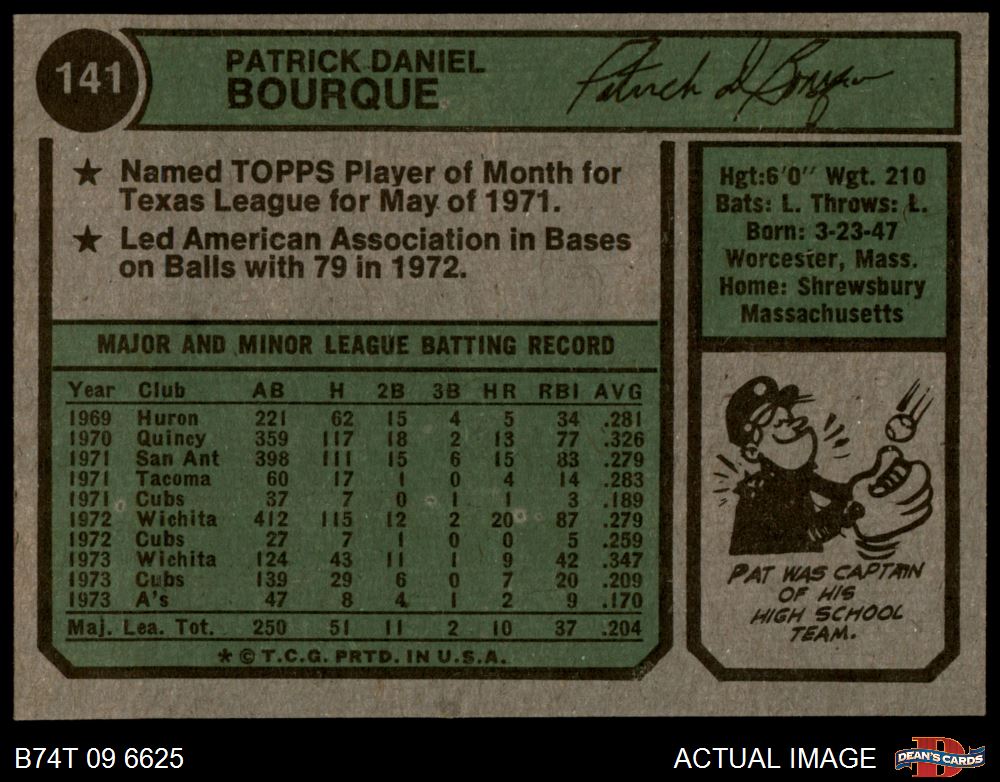 141
PATRICK DANIEL
BOURQUE
Patrick D Bourque
★ Named TOPPS Player of Month for
Texas League for May of 1971.
★ Led American Association in Bases
on Balls with 79 in 1972.
Hgt:6'0" Wgt. 210
Bats: L. Throws: L.
Born: 3-23-47
Worcester, Mass.
Home: Shrewsbury
Massachusetts
MAJOR AND MINOR LEAGUE BATTING RECORD
Year Club AB H 2B 3B HR RBI AVG
1969 Huron 221 62 15 4 5 34 .281
1970 Quincy 359 117 18 2 13 77 .326
1971 San Ant 398 111 15 6 15 83 .279
1971 Tacoma 60 17 1 0 4 14 .283
1971 Cubs 37 7 0 1 1 3 .189
1972 Wichita 412 115 12 2 20 87 .279
1972 Cubs 27 7 1 0 0 5 .259
1973 Wichita 124 43 11 1 9 42 .347
1973 Cubs 139 29 6 0 7 20 .209
1973 A's 47 8 4 1 2 9 .170
Maj. Lea. Tot. 250 51 11 2 10 37 .204
★ © T.C.G. PRTD. IN U.S.A.
PAT WAS CAPTAIN
OF HIS
HIGH SCHOOL
TEAM.
B74T 09 6625
ACTUAL IMAGE
D
DEAN'S CARDS